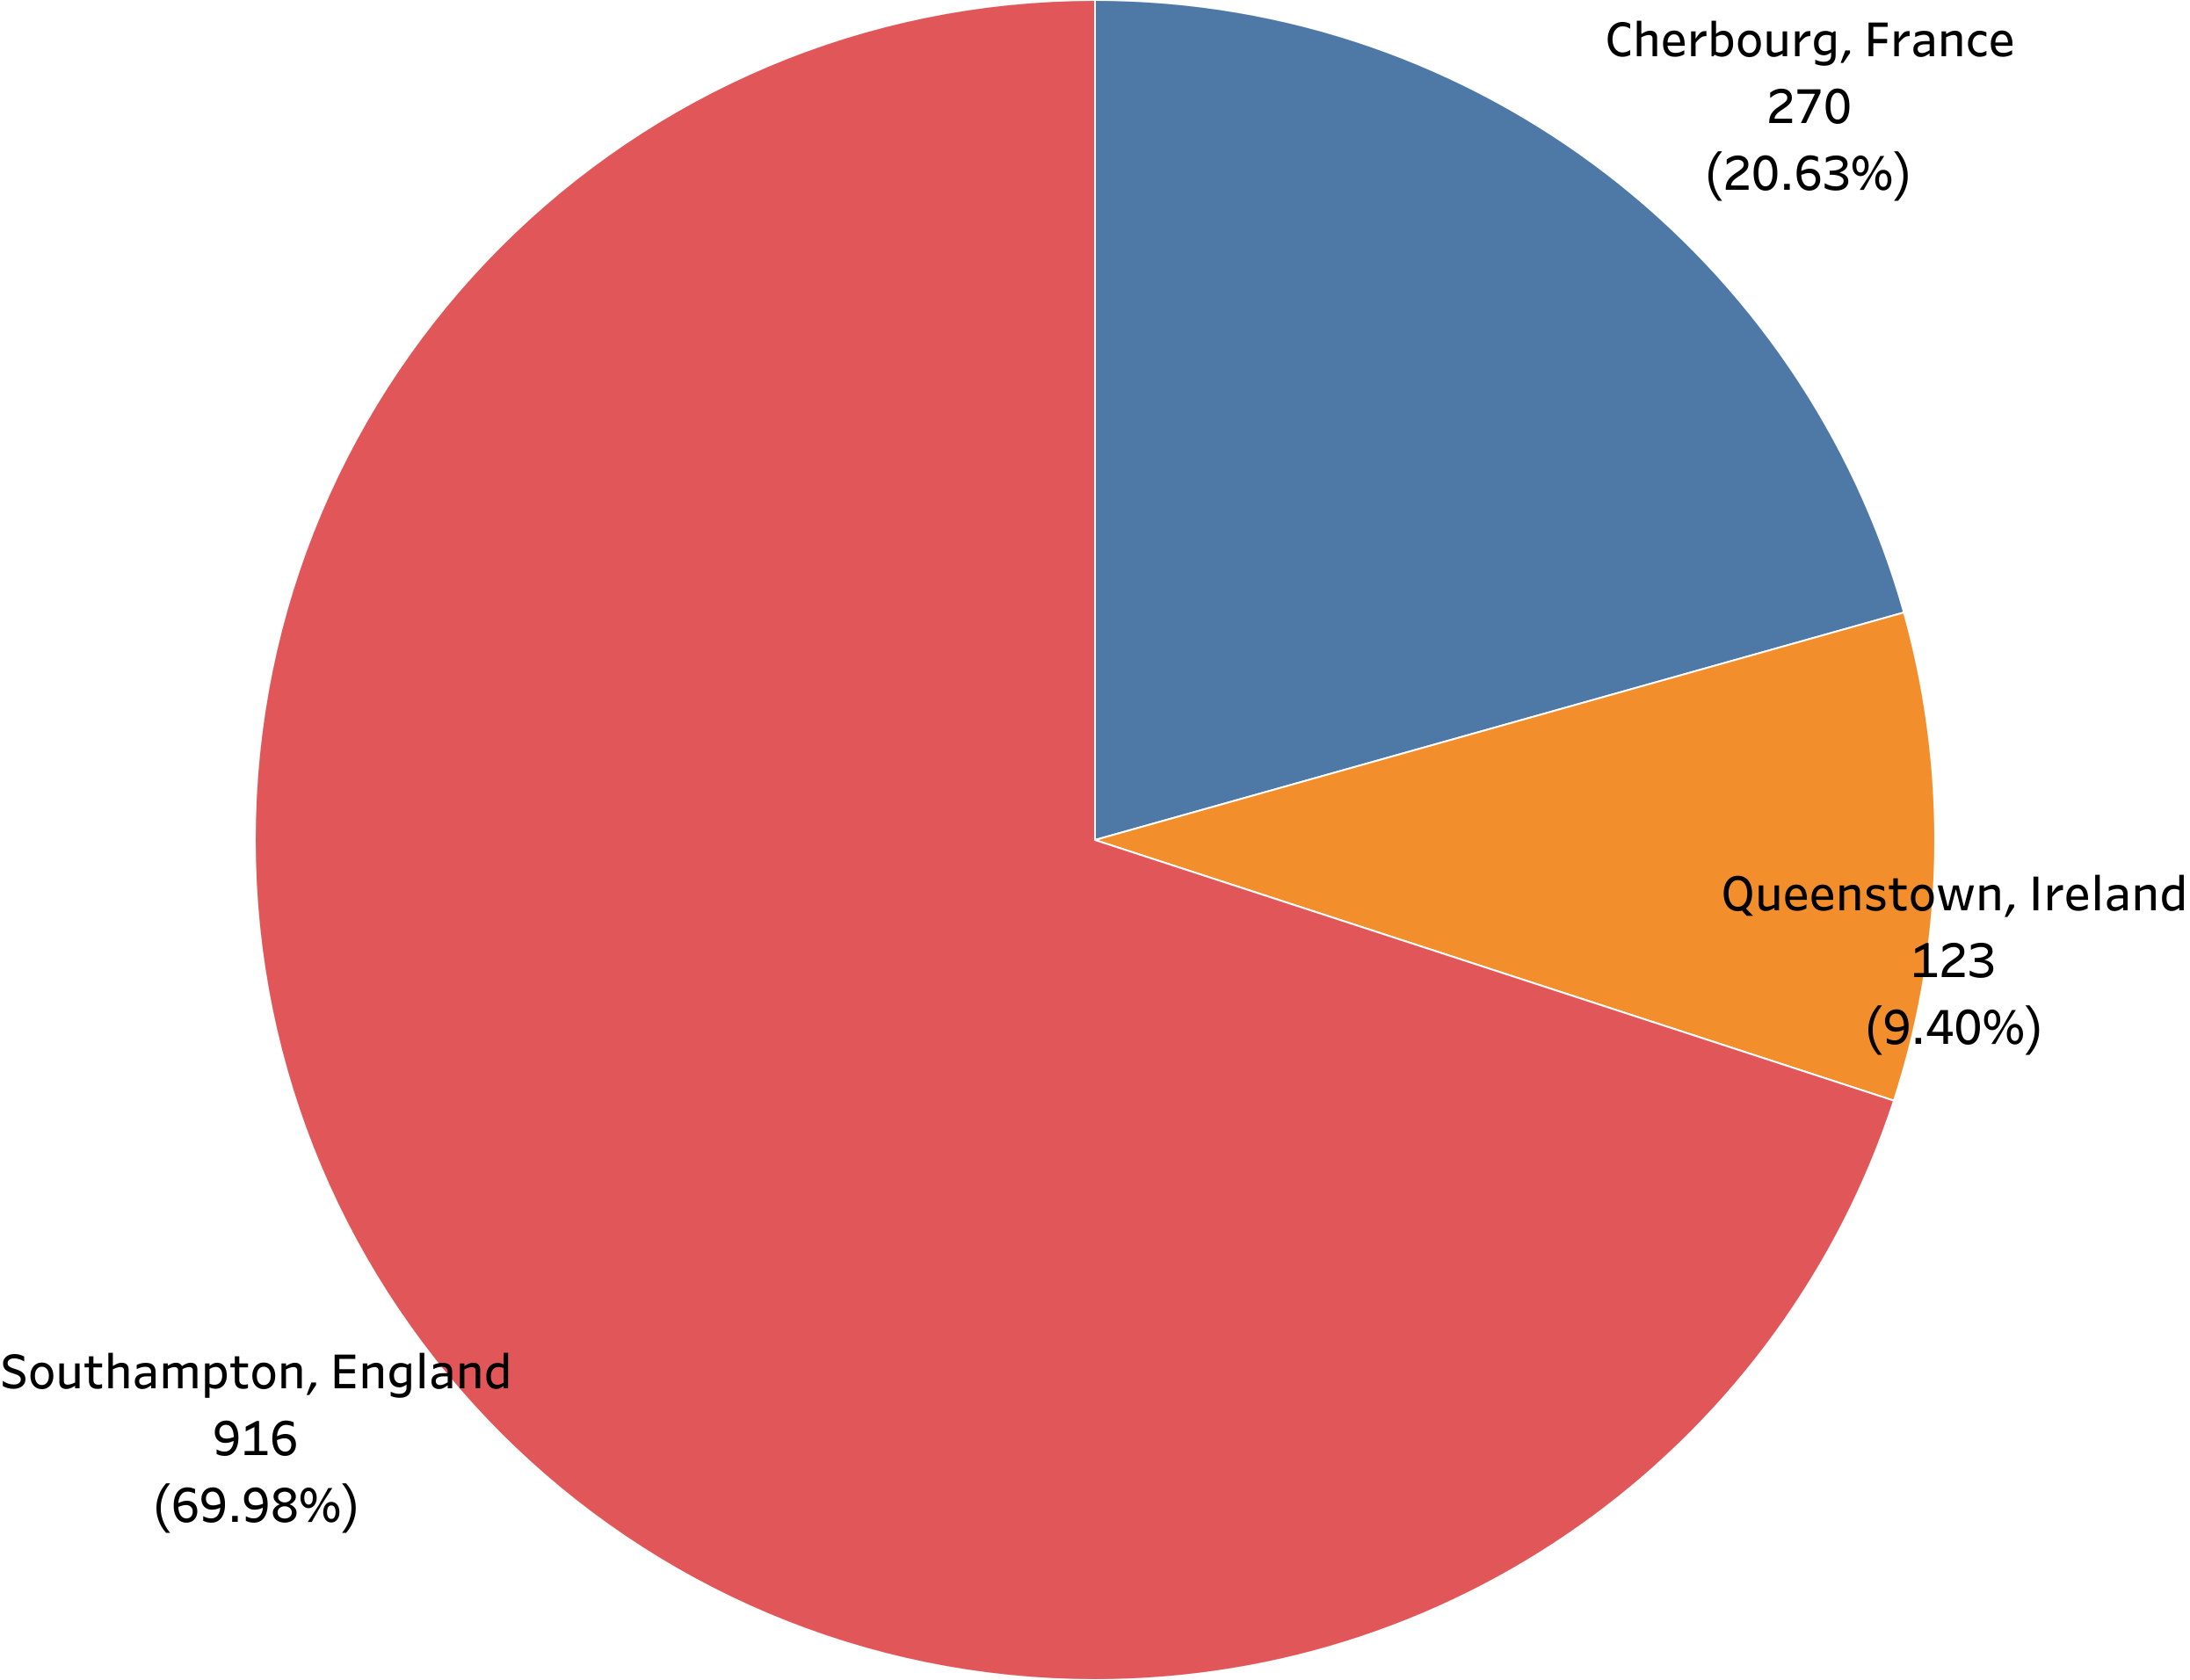 Cherbourg, France
270
(20.63%)
Queenstown, Ireland
123
(9.40%)
Southampton, England
916
(69.98%)